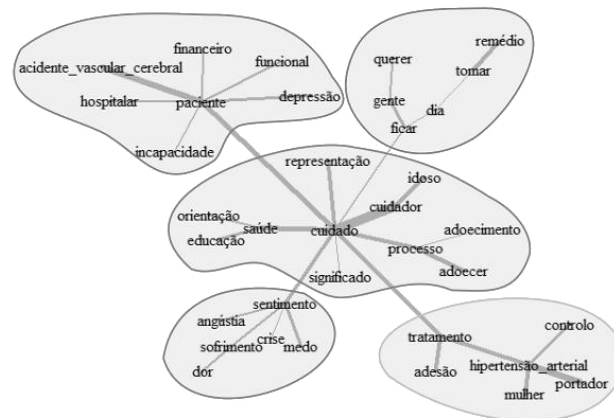 remédio
financeiro
querer
funcional
acidente_vascular_cerebral
tomar
depressão
hospitalar
paciente
gente
dia
ficar
incapacidade
representação
idoso
cuidador
orientação
saúde
cuidado
adoecimento
educação
processo
significado
adoecer
sentimento
angústia
controlo
crise
tratamento
sofrimento
medo
dor
adesão
hipertensão_arterial
portador
mulher